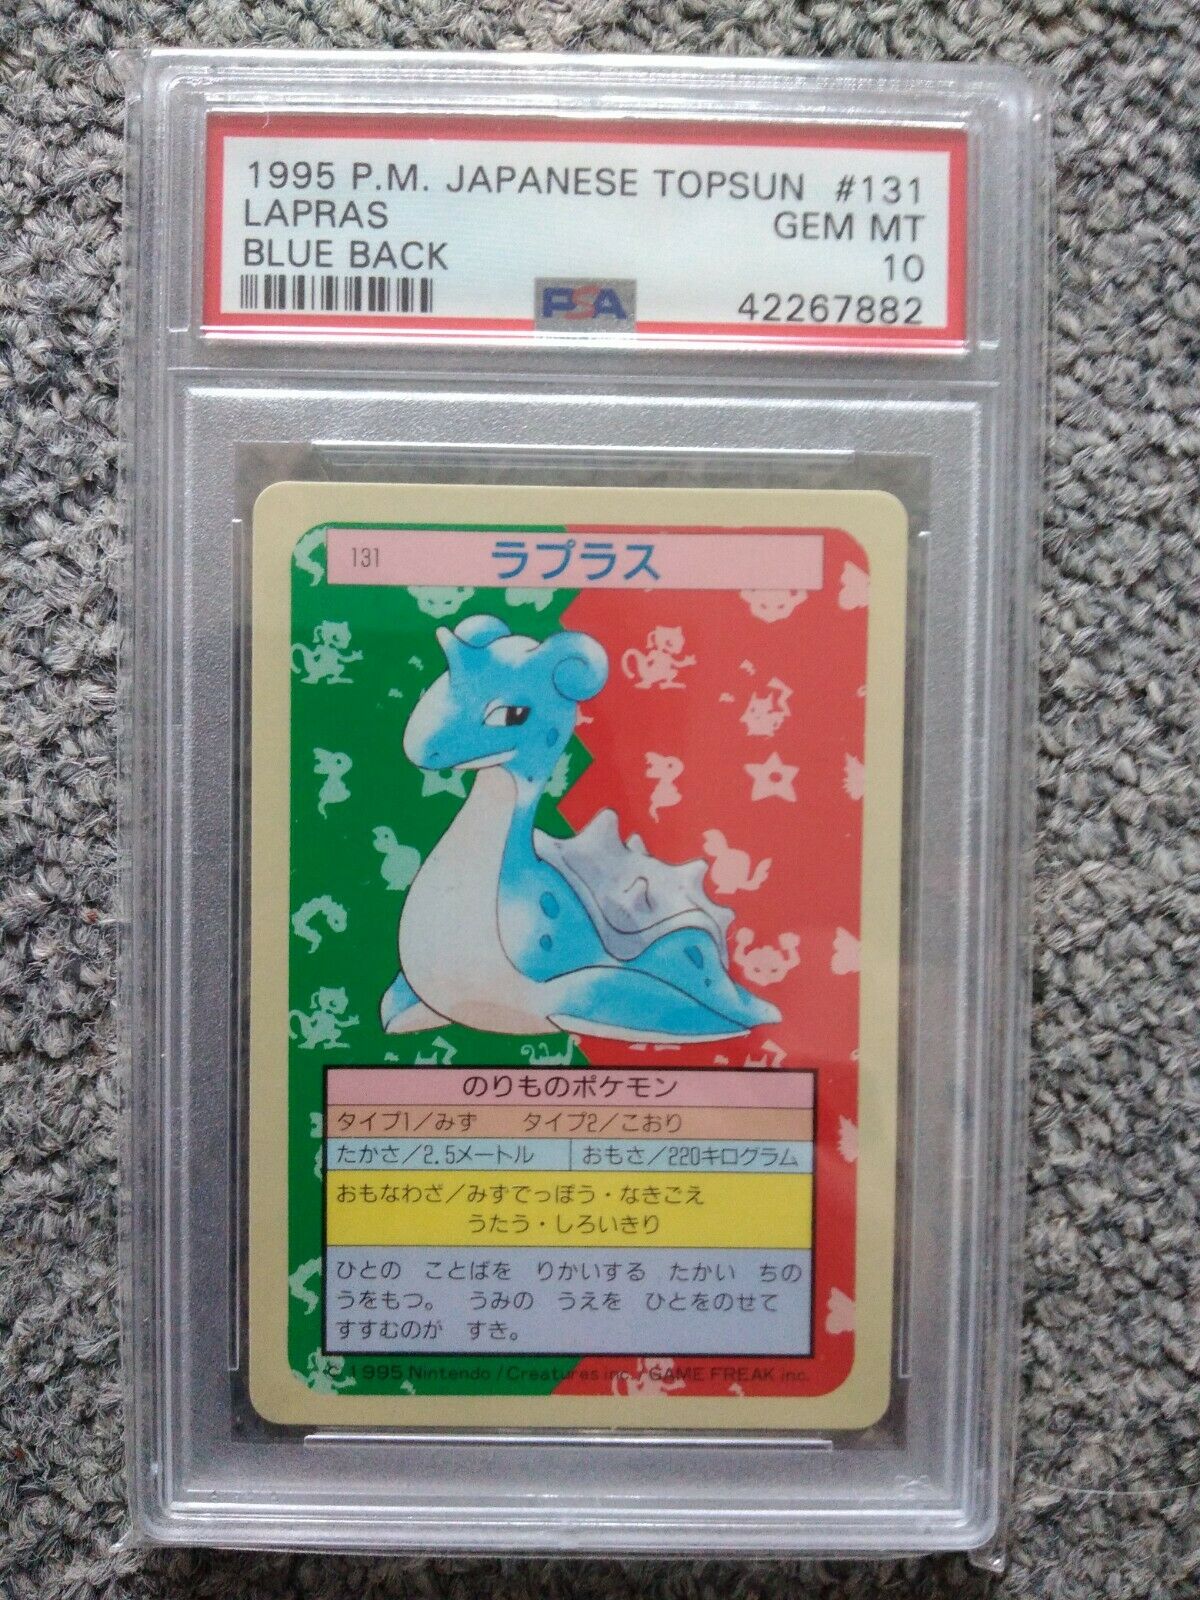 1995 P.M. JAPANESE TOPSUN #131
LAPRAS GEM MT
BLUE BACK 10
PSA 42267882
131 ラプラス
のりものポケモン
タイプ1/みず タイプ2/こおり
たかさ/2.5メートル おもさ/220キログラム
おもなわざ/みずでっぽう・なきごえ
うたう・しろいきり
ひとの ことばを りかいする たかい ちの
うをもつ。 うみの うえを ひとをのせて
すすむのが すき。
© 1995 Nintendo / Creatures inc. / GAME FREAK inc.